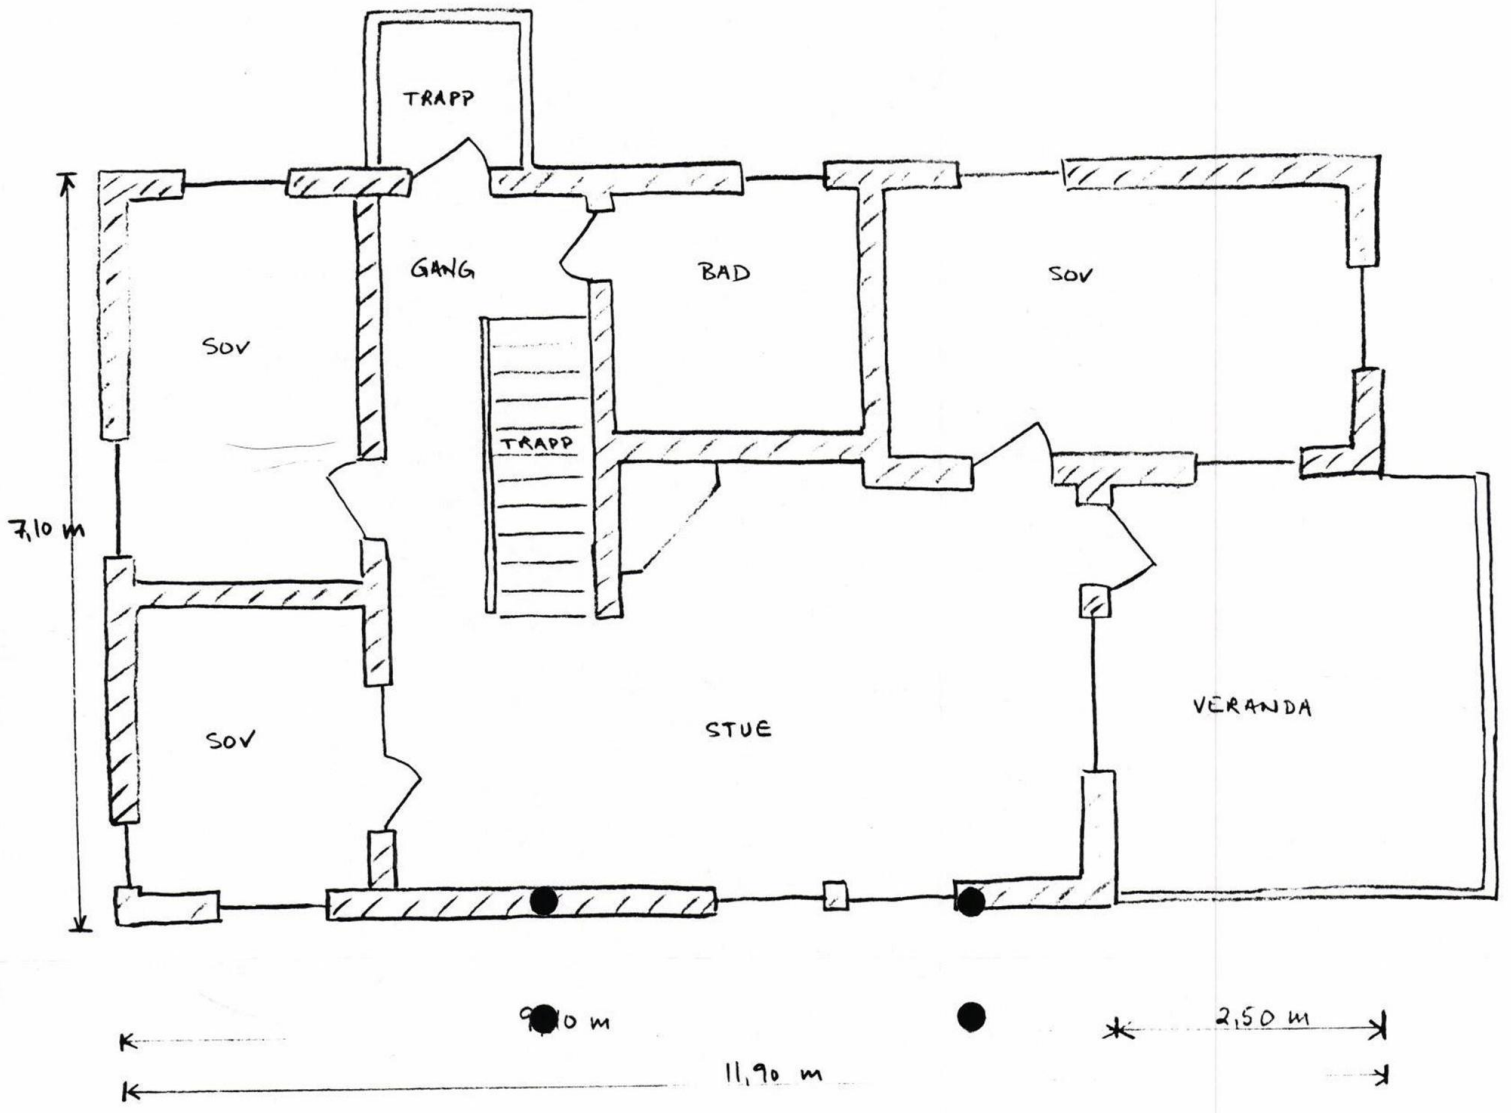 TRAPP
GANG
BAD
SOV
SOV
TRAPP
7,10 m
STUE
VERANDA
SOV
2,50 m
11,90 m